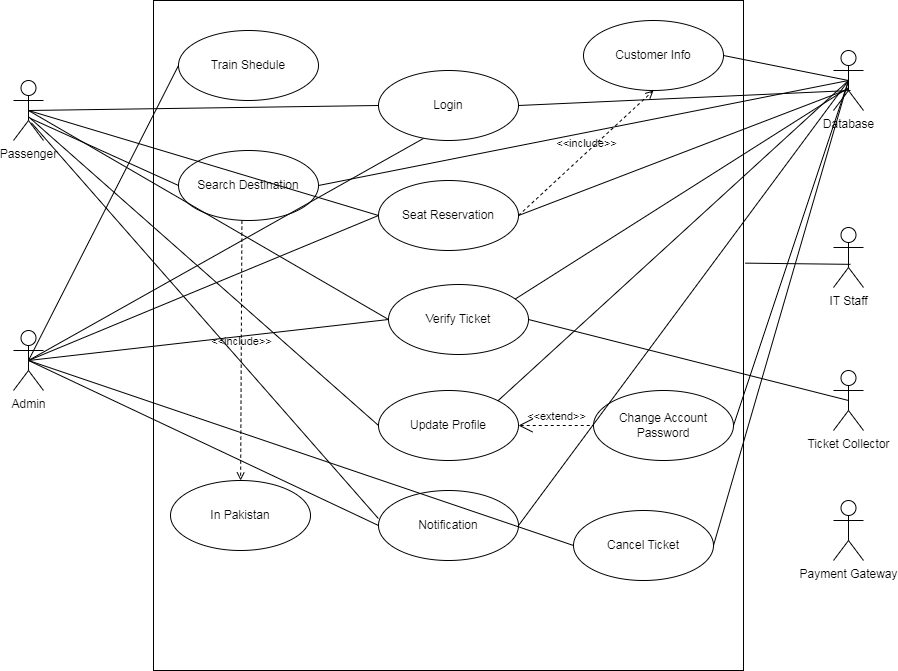 Train Shedule
Customer Info
Login
Database
<<include>>
Passenger
Search Destination
Seat Reservation
IT Staff
Verify Ticket
<<include>>
Admin
<<extend>>
Change Account
Password
Update Profile
Ticket Collector
In Pakistan
Notification
Cancel Ticket
Payment Gateway